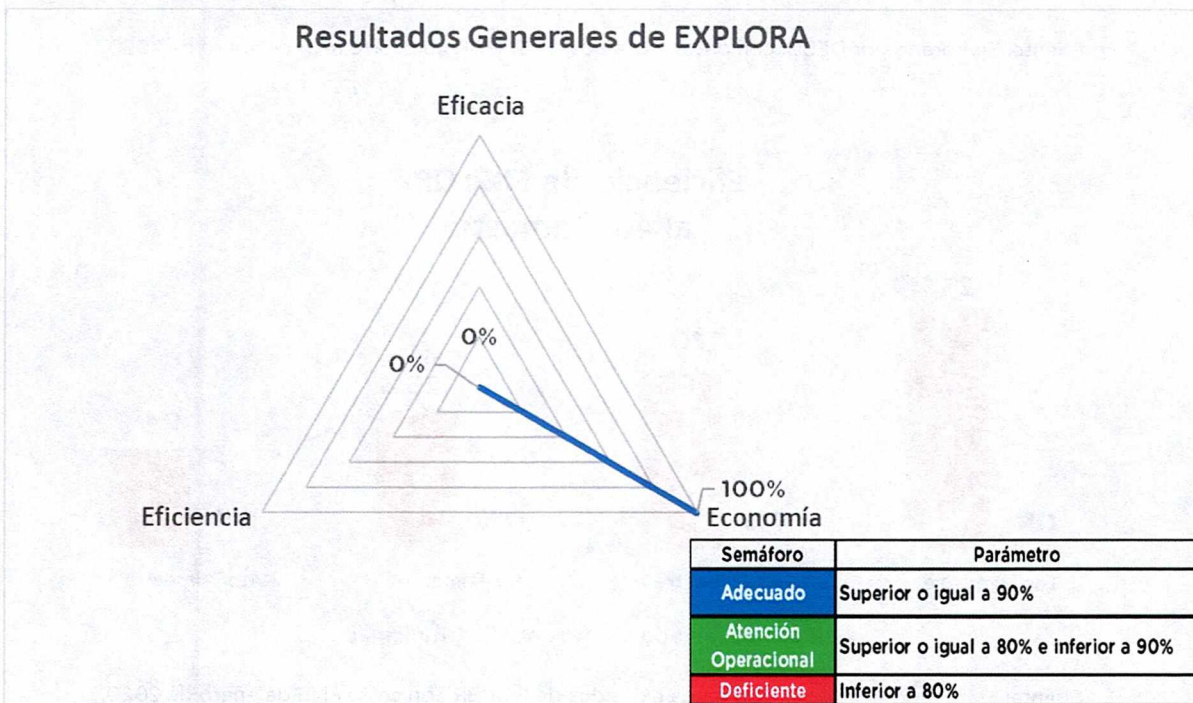 Resultados Generales de EXPLORA
Eficacia
0%
0%
100%
Eficiencia
Economía
Semáforo Parámetro
Adecuado Superior o igual a 90%
Atención
Operacional Superior o igual a 80% e inferior a 90%
Deficiente Inferior a 80%